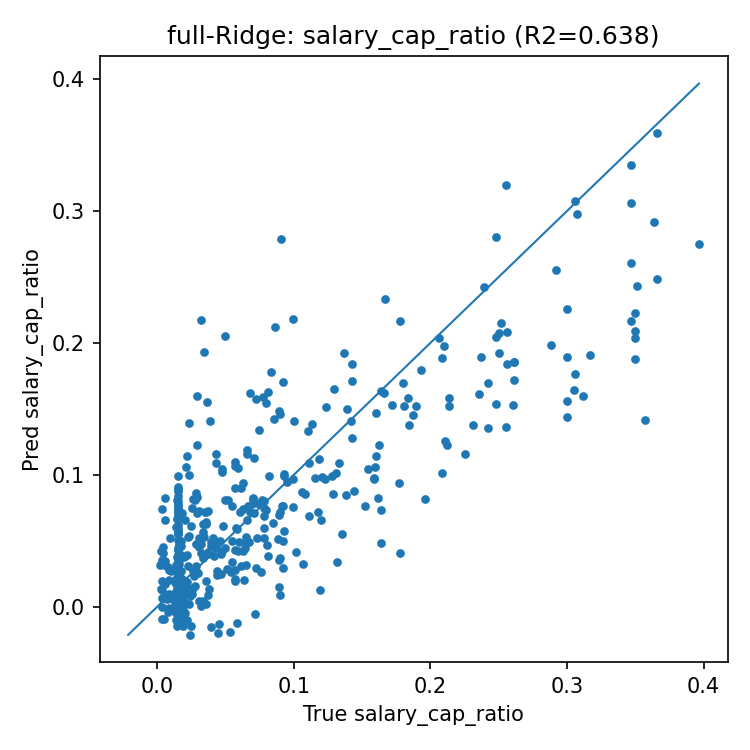 full-Ridge: salary_cap_ratio (R2=0.638)
Pred salary_cap_ratio
0.4
0.3
0.2
0.1
0.0
0.0 0.1 0.2 0.3 0.4
True salary_cap_ratio